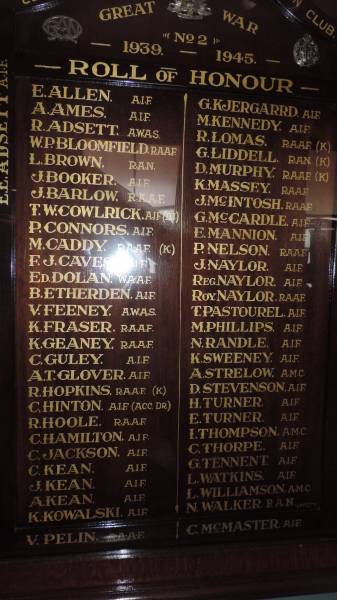 GREAT WAR
CLUB.
No 2
1939. 1945.
ROLL OF HONOUR
E.E.ADSETT A.I.F.
E.ALLEN. A.I.F.
A.AMES. A.I.F.
R.ADSETT. A.W.A.S.
W.P.BLOOMFIELD. R.A.A.F.
L.BROWN. R.A.N.
J.BOOKER. A.I.F.
J.BARLOW. R.A.A.F.
T.W.COWLRICK. A.I.F.
P.CONNORS. A.I.F.
M.CADDY. R.A.A.F. (K)
F.J.CAVES
ED.DOLAN. W.A.A.F.
B.ETHERDEN. A.I.F.
V.FEENEY. A.W.A.S.
K.FRASER. R.A.A.F.
K.GEANEY. R.A.A.F.
C.GULEY. A.I.F.
A.T.GLOVER. A.I.F.
R.HOPKINS. R.A.A.F. (K)
C.HINTON. A.I.F (ACC. DR)
R.HOOLE. R.A.A.F.
C.HAMILTON. A.I.F.
C.JACKSON. A.I.F.
C.KEAN. A.I.F.
J.KEAN. A.I.F.
A.KEAN. A.I.F.
K.KOWALSKI. A.I.F.
V.PELIN. R.A.A.F.
G.KJERGARRD. A.I.F.
M.KENNEDY. A.I.F.
R.LOMAS. R.A.A.F. (K)
G.LIDDELL. R.A.N (K)
D.MURPHY. R.A.A.F. (K)
K.MASSEY. R.A.A.F.
J.McINTOSH. R.A.A.F.
G.McCARDLE. A.I.F.
E.MANNION. A.I.F.
P.NELSON. R.A.A.F.
J.NAYLOR. A.I.F.
REG.NAYLOR. A.I.F.
ROY.NAYLOR. R.A.A.F.
T.PASTOUREL. A.I.F.
M.PHILLIPS. A.I.F.
N.RANDLE. A.I.F.
K.SWEENEY. A.I.F.
A.STRELOW. A.M.C.
D.STEVENSON. A.I.F.
H.TURNER. A.I.F.
E.TURNER. A.I.F.
I.THOMPSON. A.M.C.
C.THORPE. A.I.F.
G.TENNENT. A.I.F.
L.WATKINS. A.I.F.
L.WILLIAMSON. A.M.C.
N.WALKER. R.A.N.
C.McMASTER. A.I.F.